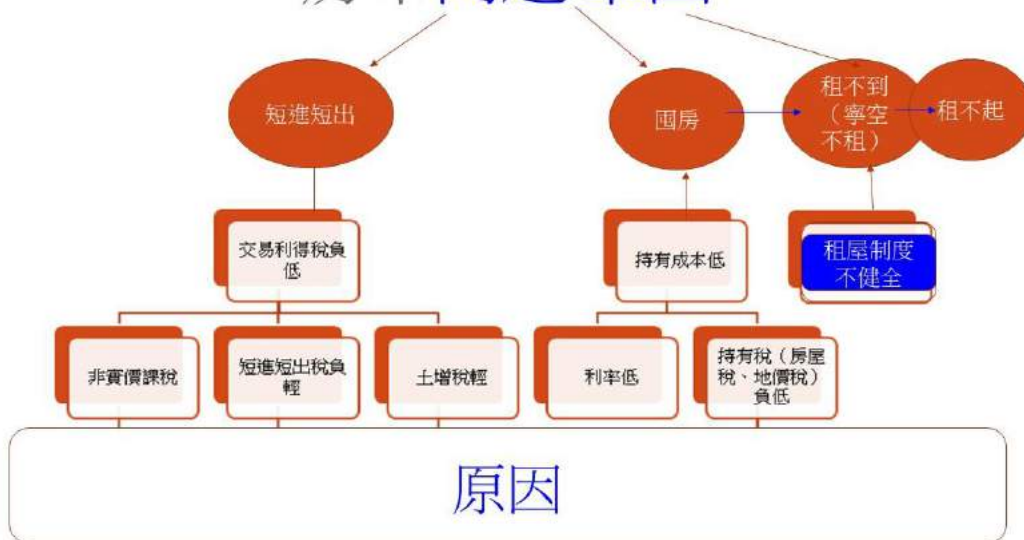 短進短出
囤房
租不到
（寧空
不租）
租不起
交易利得稅負
低
持有成本低
租屋制度
不健全
非實價課稅
短進短出稅負
輕
土增稅輕
利率低
持有稅（房屋
稅、地價稅）
負低
原因